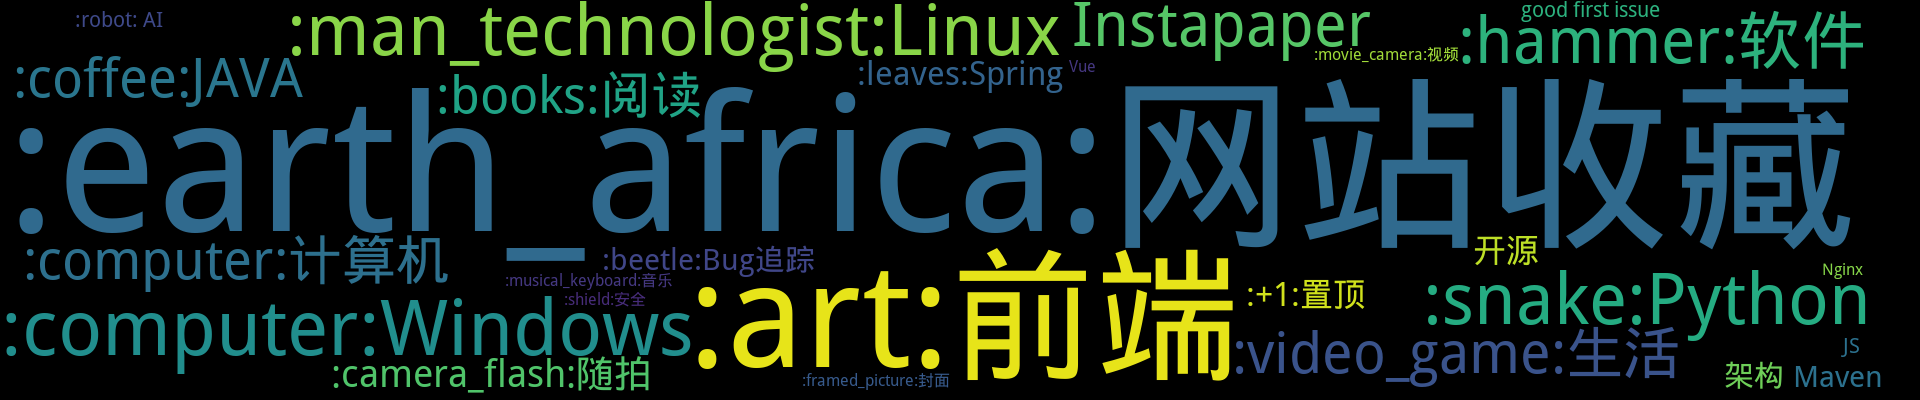 :robot: AI
:man_technologist:Linux
Instapaper
good first issue
:movie_camera:视频
:hammer:软件
:coffee:JAVA
:books:阅读
:leaves:Spring
Vue
:earth_africa:网站收藏
:computer:计算机
:beetle:Bug追踪
:musical_keyboard:音乐
:shield:安全
:computer:Windows
:art:前端
:+1:置顶
开源
Nginx
:snake:Python
:camera_flash:随拍
:framed_picture:封面
:video_game:生活
JS
架构
Maven